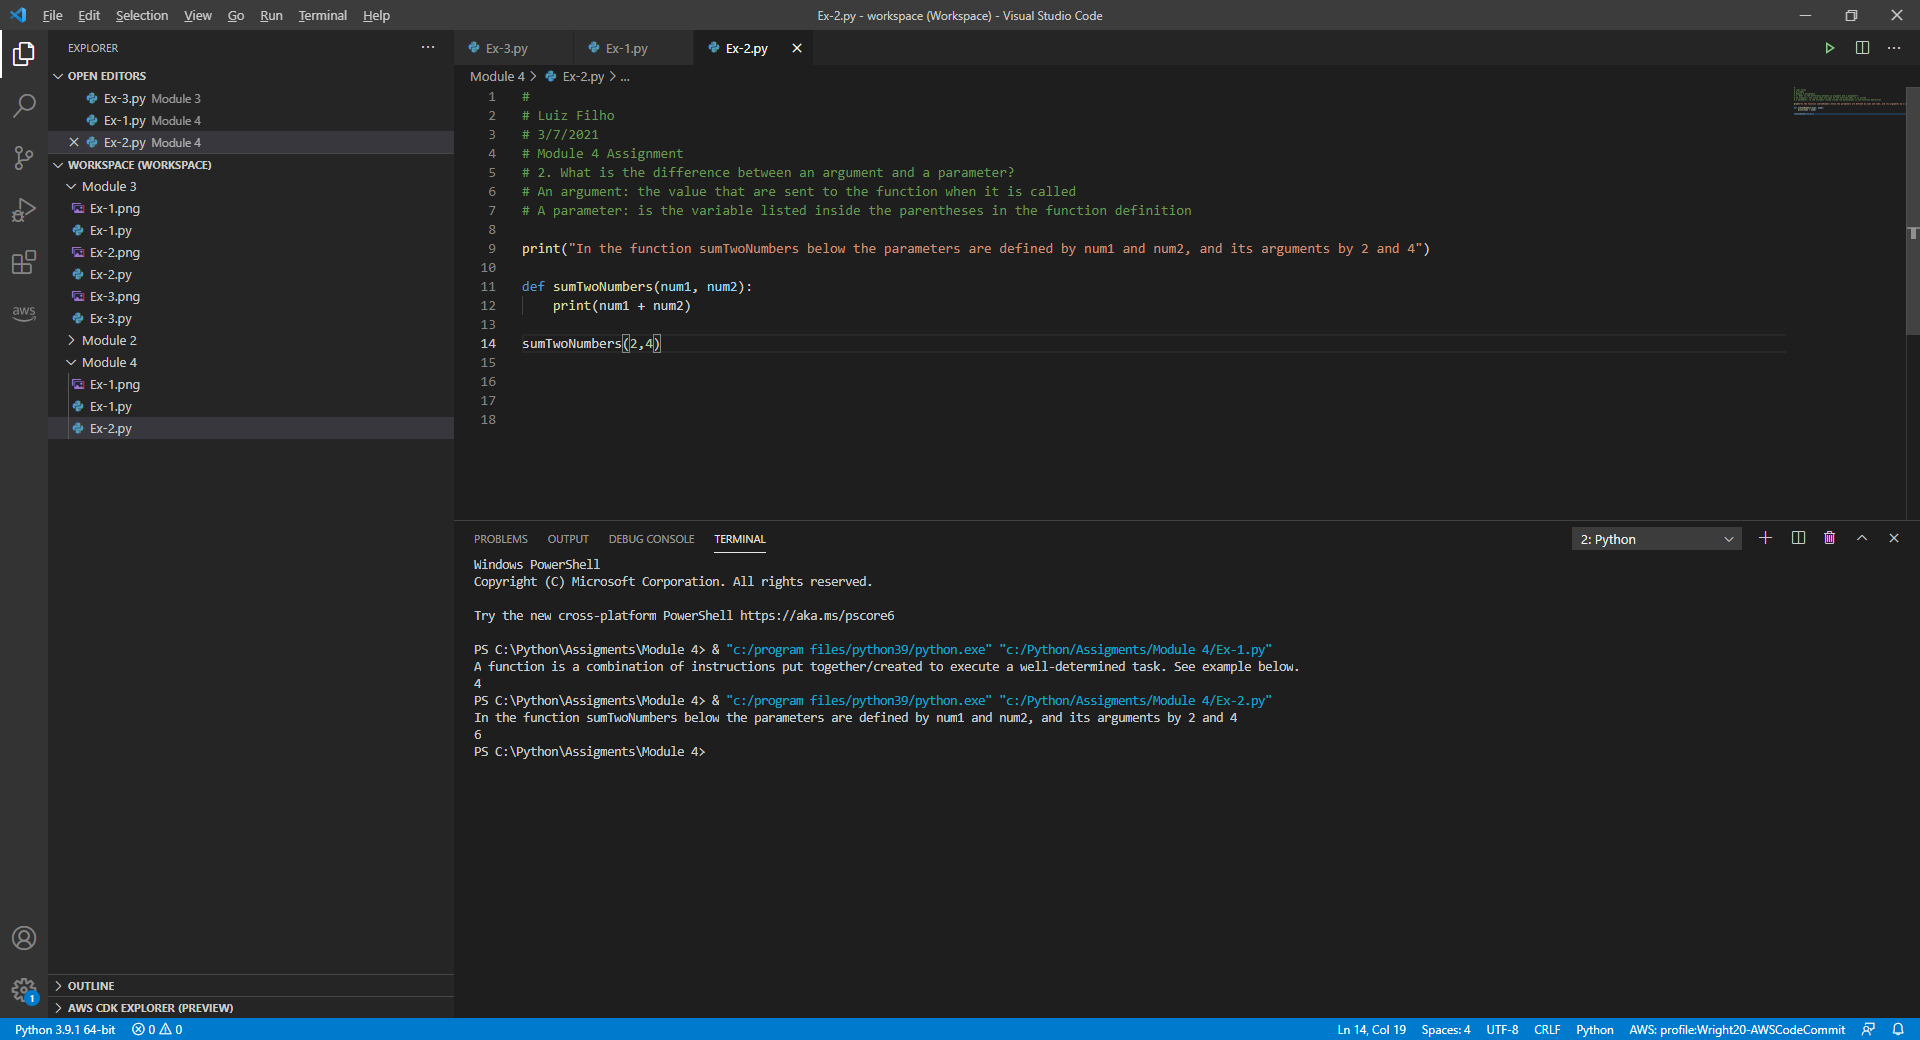 File Edit Selection View Go Run Terminal Help
Ex-2.py - workspace (Workspace) - Visual Studio Code
EXPLORER
OPEN EDITORS
Ex-3.py Module 3
Ex-1.py Module 4
Ex-2.py Module 4
WORKSPACE (WORKSPACE)
Module 3
Ex-1.png
Ex-1.py
Ex-2.png
Ex-2.py
Ex-3.png
Ex-3.py
Module 2
Module 4
Ex-1.png
Ex-1.py
Ex-2.py
OUTLINE
AWS CDK EXPLORER (PREVIEW)
aws
1
Ex-3.py Ex-1.py Ex-2.py
Module 4 > Ex-2.py > ...
1 #
2 # Luiz Filho
3 # 3/7/2021
4 # Module 4 Assignment
5 # 2. What is the difference between an argument and a parameter?
6 # An argument: the value that are sent to the function when it is called
7 # A parameter: is the variable listed inside the parentheses in the function definition
8
9 print("In the function sumTwoNumbers below the parameters are defined by num1 and num2, and its arguments by 2 and 4")
10
11 def sumTwoNumbers(num1, num2):
12     print(num1 + num2)
13
14 sumTwoNumbers(2,4)
15
16
17
18
PROBLEMS OUTPUT DEBUG CONSOLE TERMINAL
2: Python
Windows PowerShell
Copyright (C) Microsoft Corporation. All rights reserved.
Try the new cross-platform PowerShell https://aka.ms/pscore6
PS C:\Python\Assigments\Module 4> & "c:/program files/python39/python.exe" "c:/Python/Assigments/Module 4/Ex-1.py"
A function is a combination of instructions put together/created to execute a well-determined task. See example below.
4
PS C:\Python\Assigments\Module 4> & "c:/program files/python39/python.exe" "c:/Python/Assigments/Module 4/Ex-2.py"
In the function sumTwoNumbers below the parameters are defined by num1 and num2, and its arguments by 2 and 4
6
PS C:\Python\Assigments\Module 4>
Python 3.9.1 64-bit 0 0
Ln 14, Col 19 Spaces: 4 UTF-8 CRLF Python AWS: profile:Wright20-AWSCodeCommit